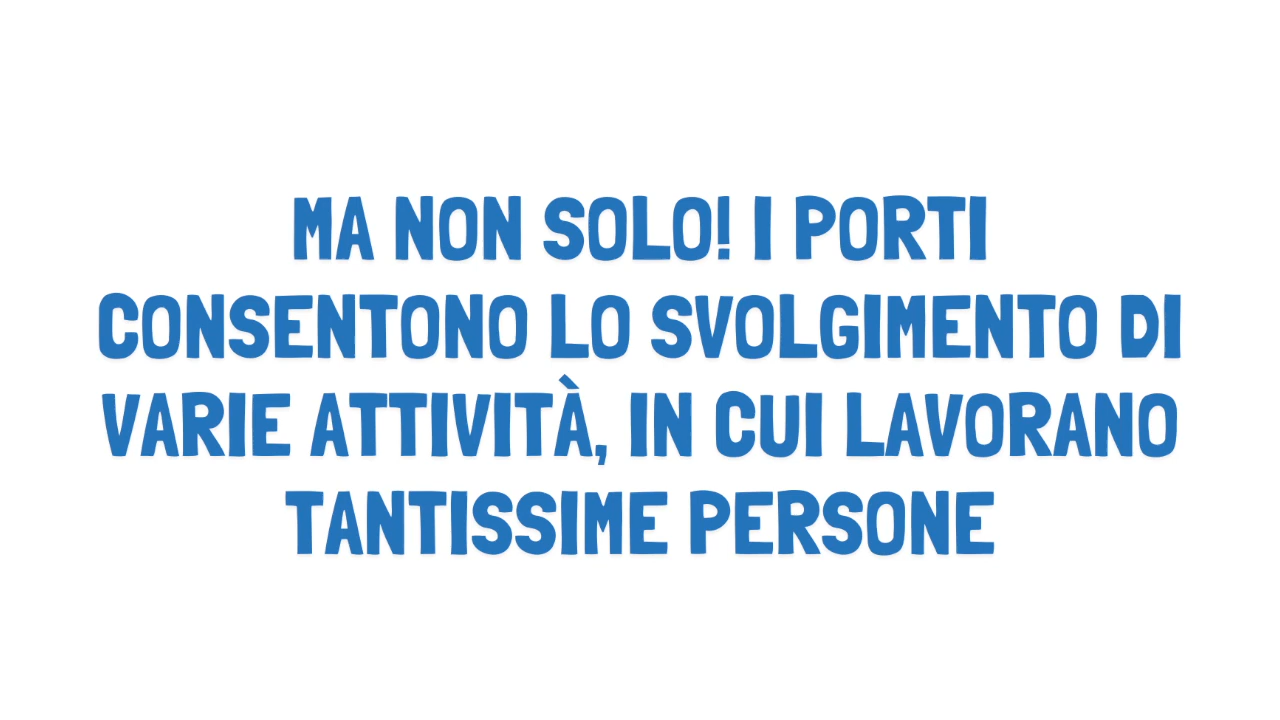 MA NON SOLO! I PORTI
CONSENTONO LO SVOLGIMENTO DI
VARIE ATTIVITÀ, IN CUI LAVORANO
TANTISSIME PERSONE